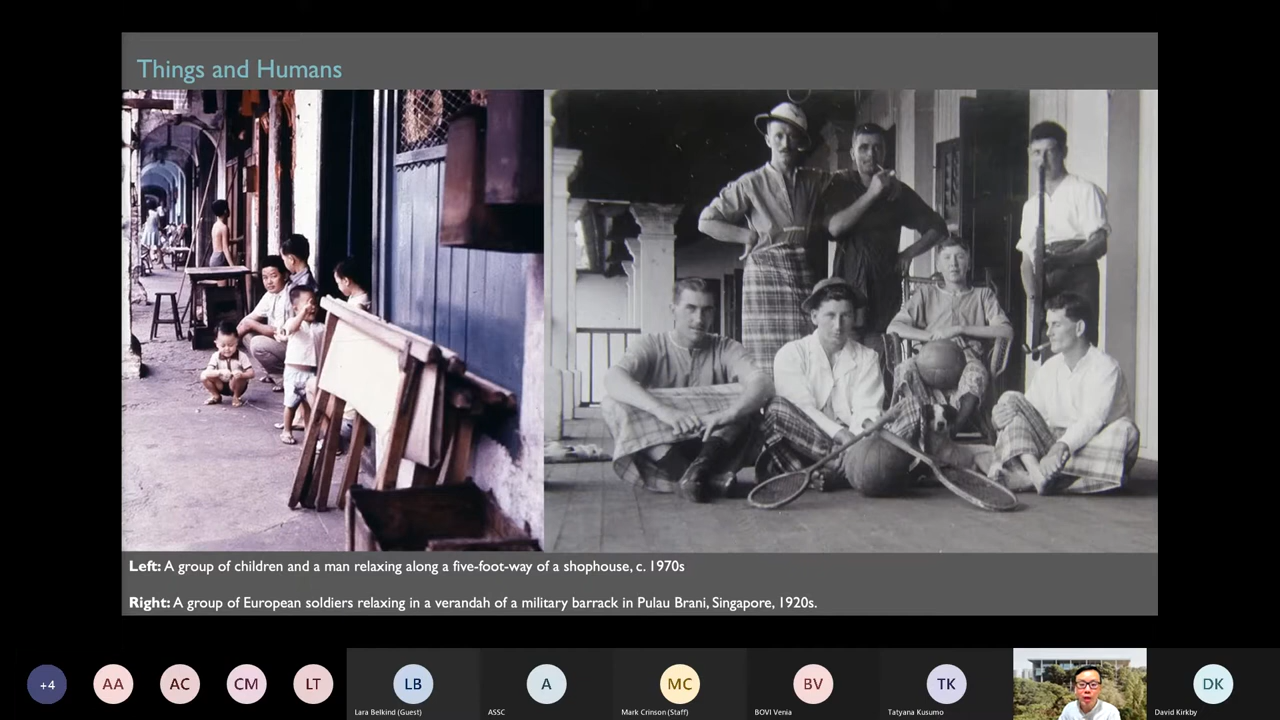 Things and Humans
Left: A group of children and a man relaxing along a five-foot-way of a shophouse, c. 1970s
Right: A group of European soldiers relaxing in a verandah of a military barrack in Pulau Brani, Singapore, 1920s.
+4
AA
AC
CM
LT
LB
A
MC
BV
TK
DK
Lara Belkind (Guest)
ASSC
Mark Crinson (Staff)
BOVI Venia
Tatyana Kusumo
David Kirkby